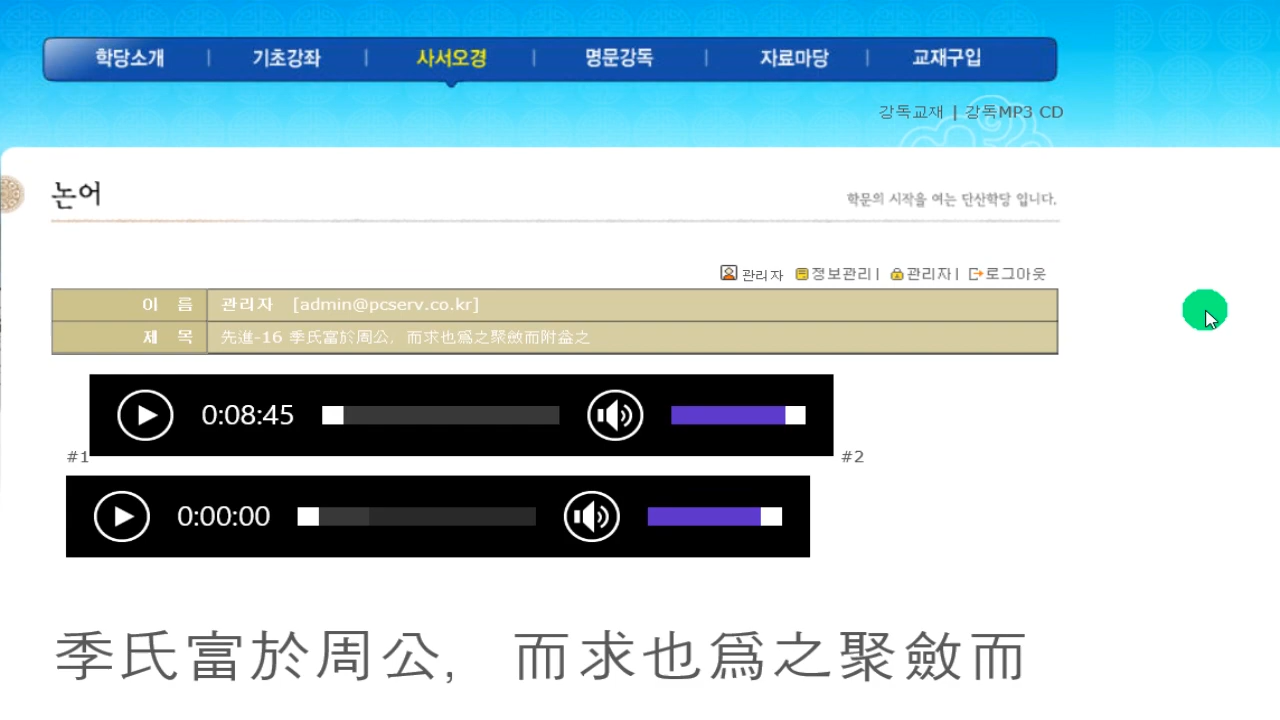 학당소개 | 기초강좌 | 사서오경 | 명문강독 | 자료마당 | 교재구입
강독교재 | 강독MP3 CD
논어
학문의 시작을 여는 단산학당 입니다.
관리자 정보관리 | 관리자 | 로그아웃
이 름 관리자 [admin@pcserv.co.kr]
제 목 先進-16 季氏富於周公, 而求也爲之聚斂而附益之
0:08:45
#1 #2
0:00:00
季氏富於周公, 而求也爲之聚斂而